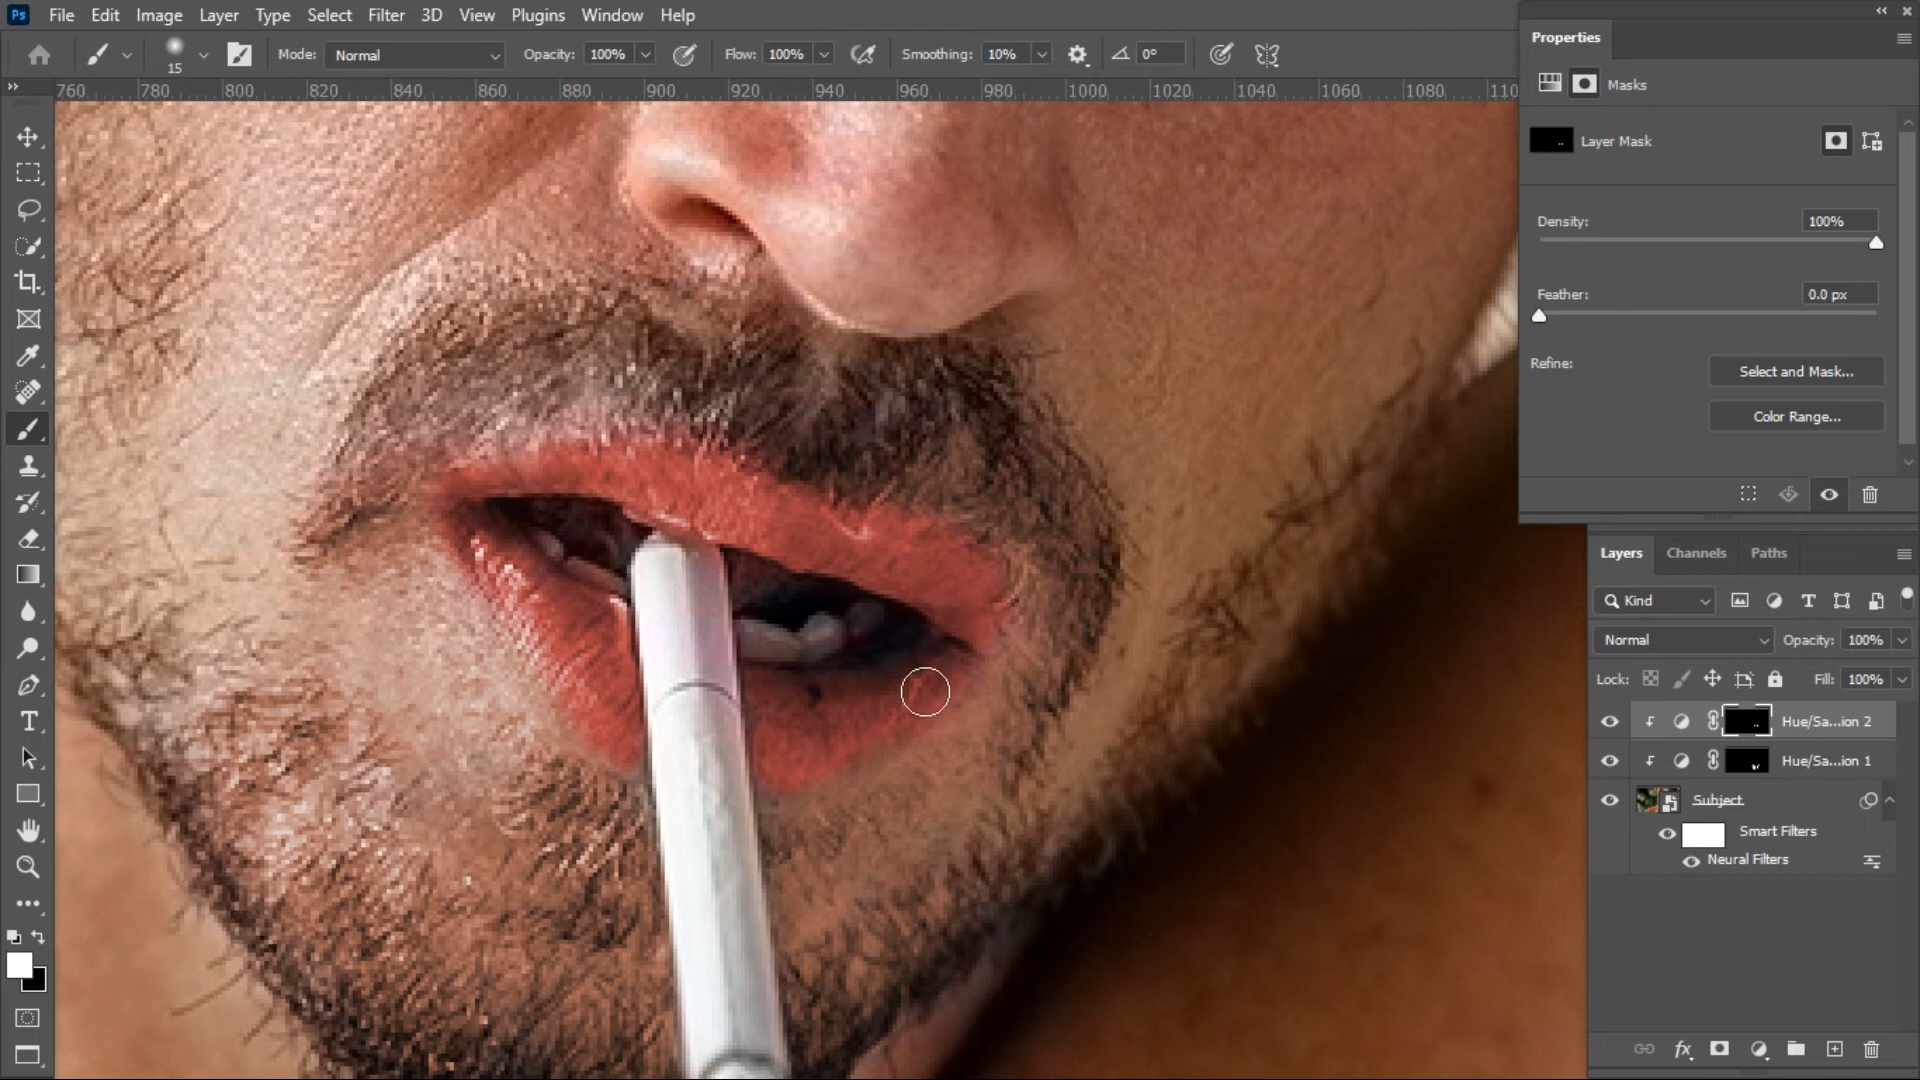 Ps File Edit Image Layer Type Select Filter 3D View Plugins Window Help
15 Mode: Normal Opacity: 100% Flow: 100% Smoothing: 10% 0°
760 780 800 820 840 860 880 900 920 940 960 980 1000 1020 1040 1060 1080 110
Properties
Masks
Layer Mask
Density: 100%
Feather: 0.0 px
Refine:
Select and Mask...
Color Range...
Layers Channels Paths
Kind
Normal Opacity: 100%
Lock: Fill: 100%
Hue/Sa...ion 2
Hue/Sa...ion 1
Subject
Smart Filters
Neural Filters
fx